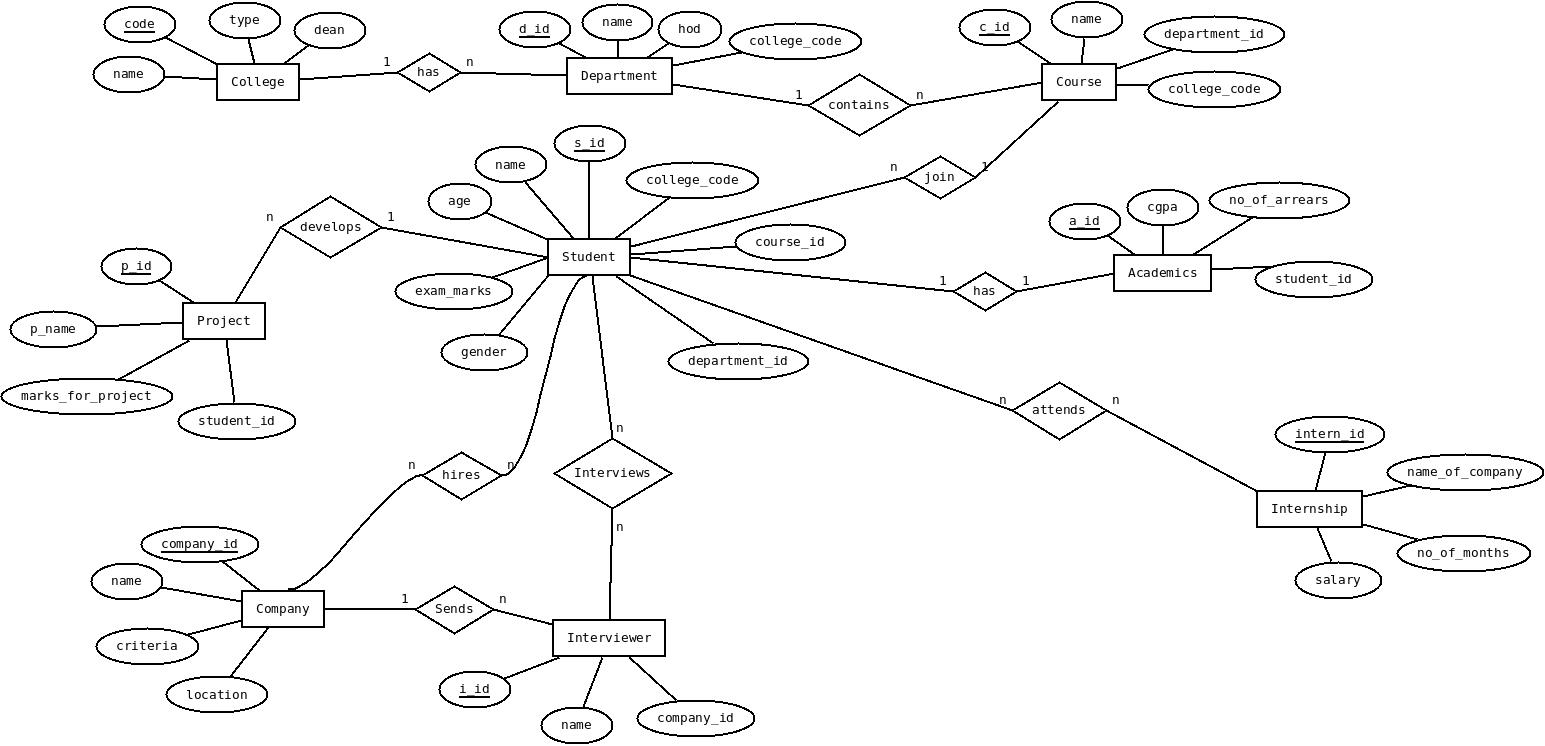 code
type
dean
name
College
1
has
n
d_id
name
hod
college_code
Department
1
contains
n
c_id
name
department_id
college_code
Course
n
join
1
s_id
name
age
college_code
course_id
Student
exam_marks
gender
department_id
n
develops
1
p_id
p_name
Project
marks_for_project
student_id
1
has
1
a_id
cgpa
no_of_arrears
Academics
student_id
n
attends
n
intern_id
name_of_company
Internship
no_of_months
salary
n
hires
n
n
Interviews
n
company_id
name
Company
criteria
location
1
Sends
n
Interviewer
i_id
name
company_id